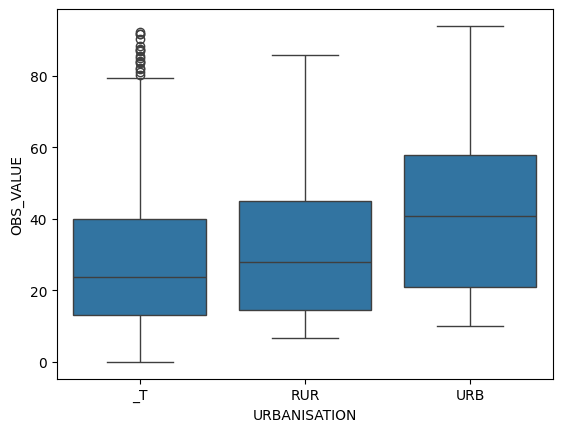 80
60
40
20
0
OBS_VALUE
_T
RUR
URB
URBANISATION